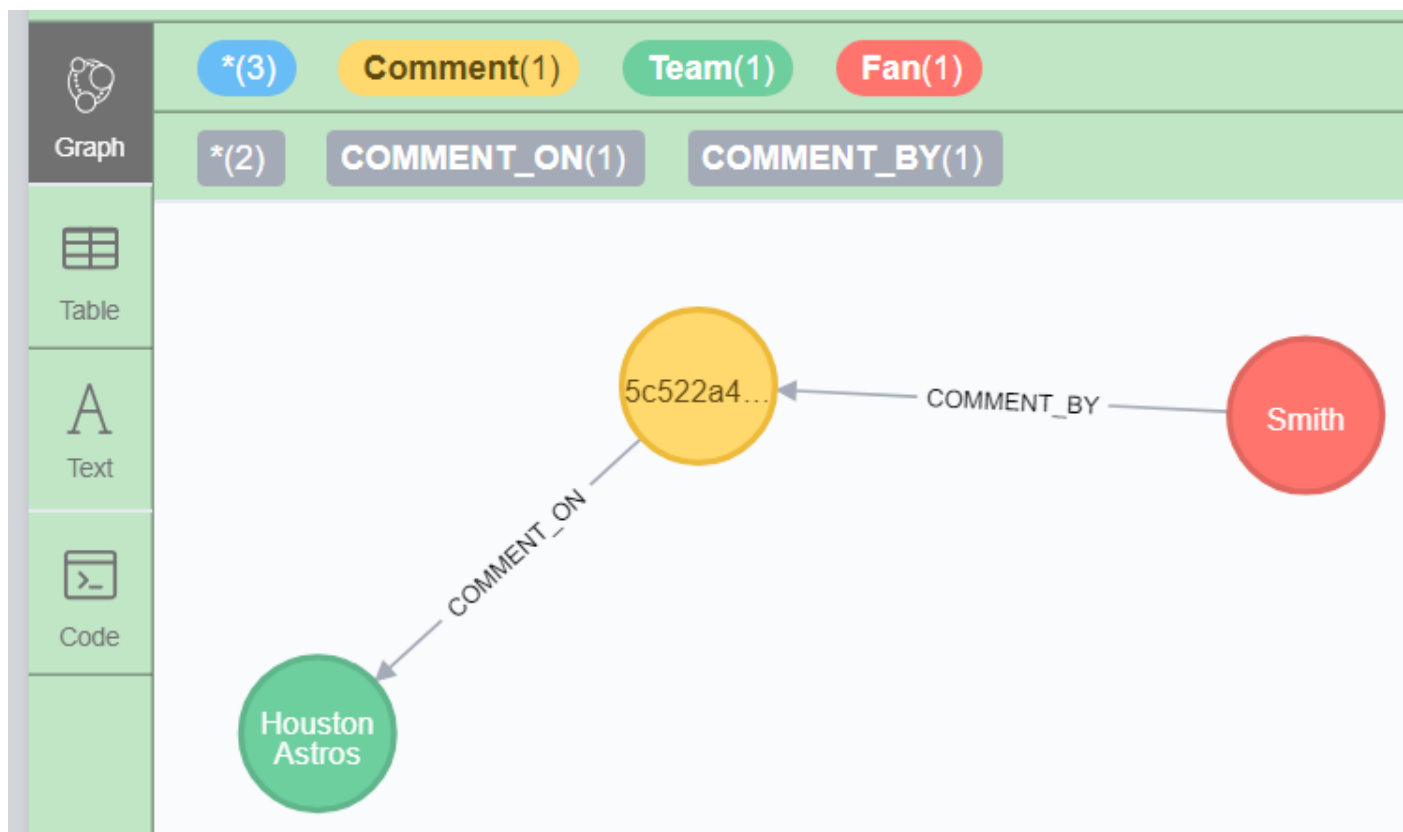 *(3) Comment(1) Team(1) Fan(1)
*(2) COMMENT_ON(1) COMMENT_BY(1)
Graph
Table
Text
Code
5c522a4...
COMMENT_BY
Smith
COMMENT_ON
Houston
Astros